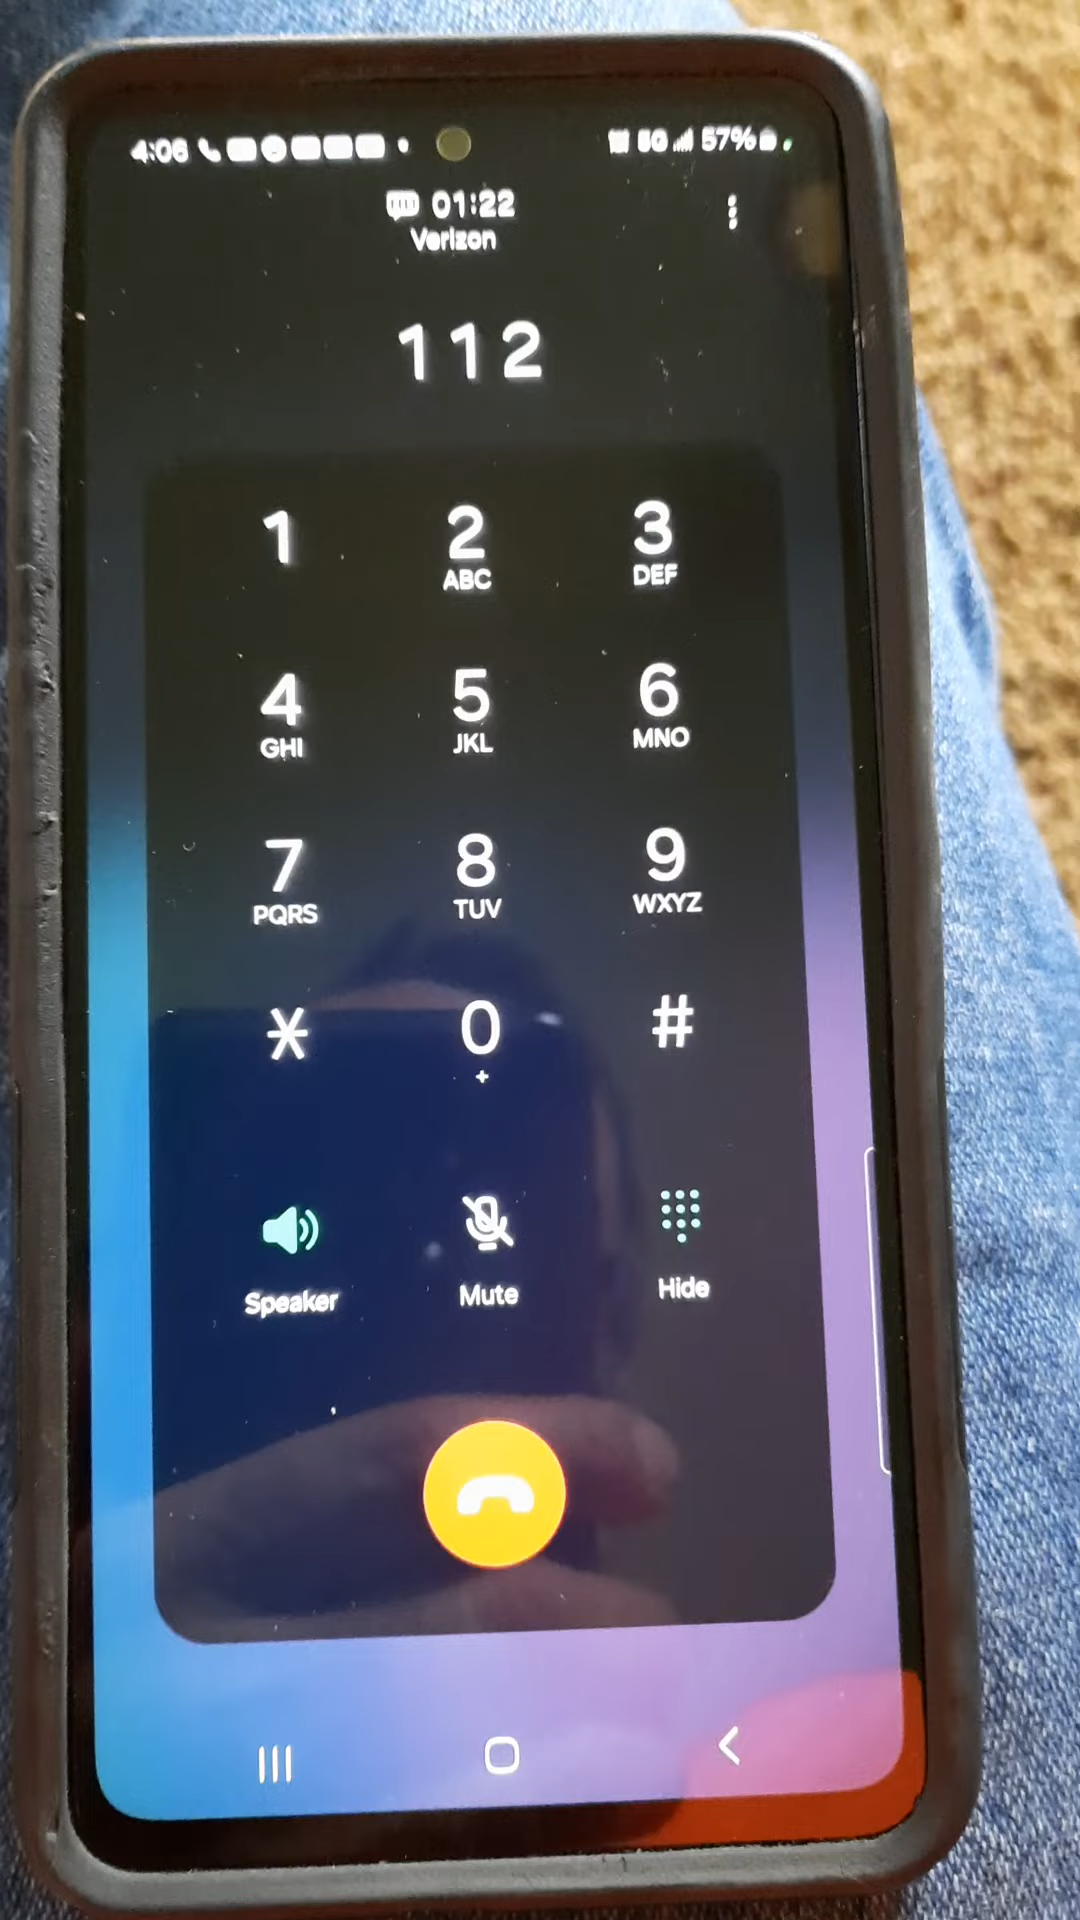 4:06 5G 57%
01:22
Verizon
112
1 2 3
ABC DEF
4 5 6
GHI JKL MNO
7 8 9
PQRS TUV WXYZ
* 0 #
+
Speaker Mute Hide